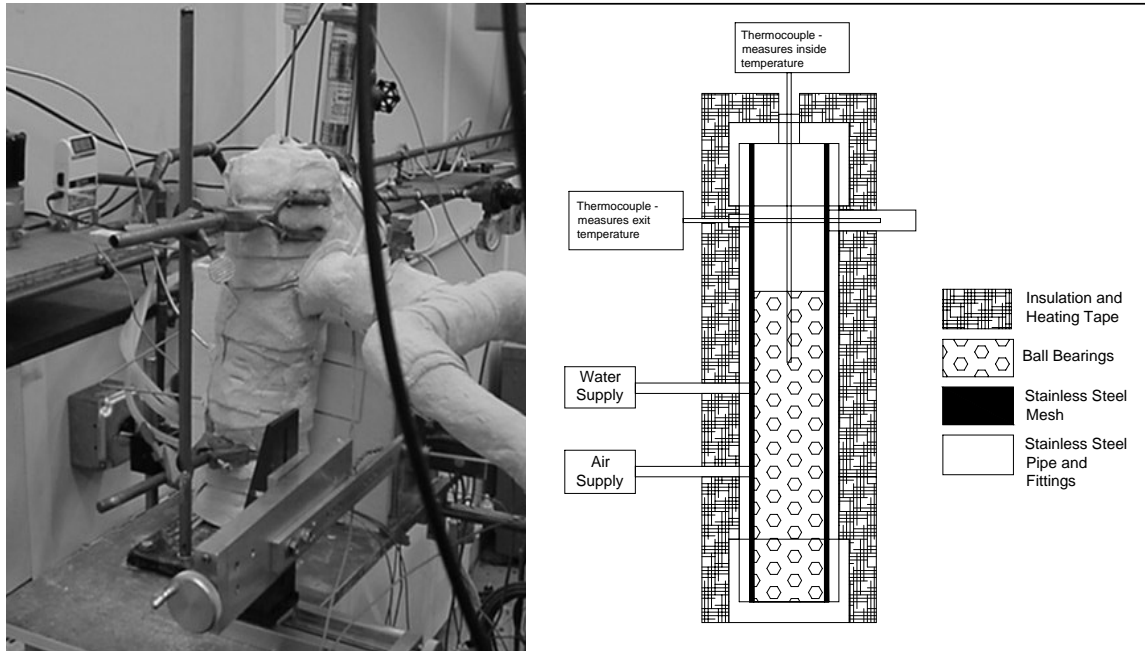 Thermocouple -
measures inside
temperature
Thermocouple -
measures exit
temperature
Water
Supply
Air
Supply
Insulation and
Heating Tape
Ball Bearings
Stainless Steel
Mesh
Stainless Steel
Pipe and
Fittings